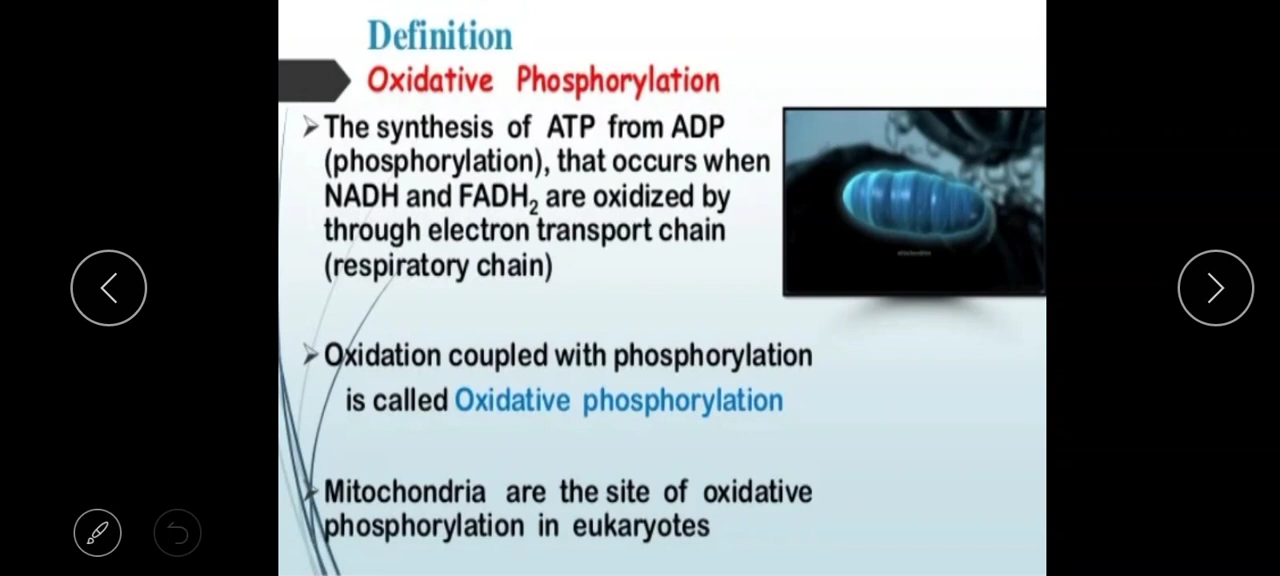 Definition
Oxidative Phosphorylation
The synthesis of ATP from ADP
(phosphorylation), that occurs when
NADH and FADH₂ are oxidized by
through electron transport chain
(respiratory chain)
mitochondrion
Oxidation coupled with phosphorylation
is called Oxidative phosphorylation
Mitochondria are the site of oxidative
phosphorylation in eukaryotes